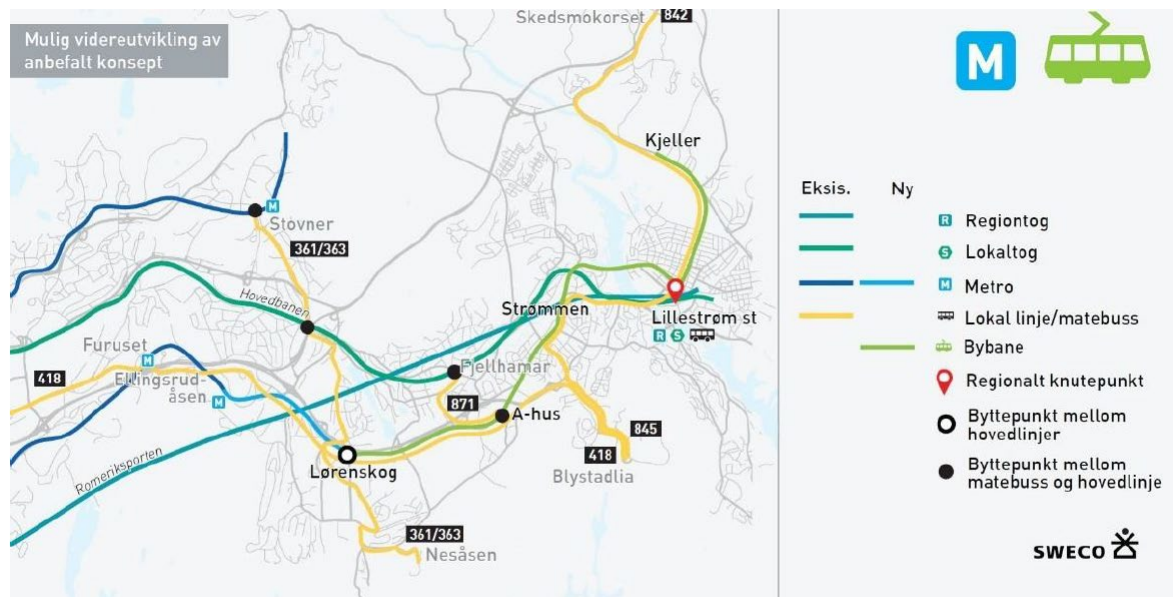 Mulig videreutvikling av
anbefalt konsept
Skedsmokorset
842
Kjeller
Stovner
M
361/363
Hovedbanen
Strømmen
Lillestrøm st
R S
Furuset
M
Fjellhamar
418
Ellingsrud-
åsen
M
871
A-hus
845
418
Romeriksporten
Lørenskog
Blystadlia
361/363
Nesåsen
M
Eksis.
Ny
R Regiontog
S Lokaltog
M Metro
Lokal linje/matebuss
Bybane
Regionalt knutepunkt
Byttepunkt mellom
hovedlinjer
Byttepunkt mellom
matebuss og hovedlinje
SWECO